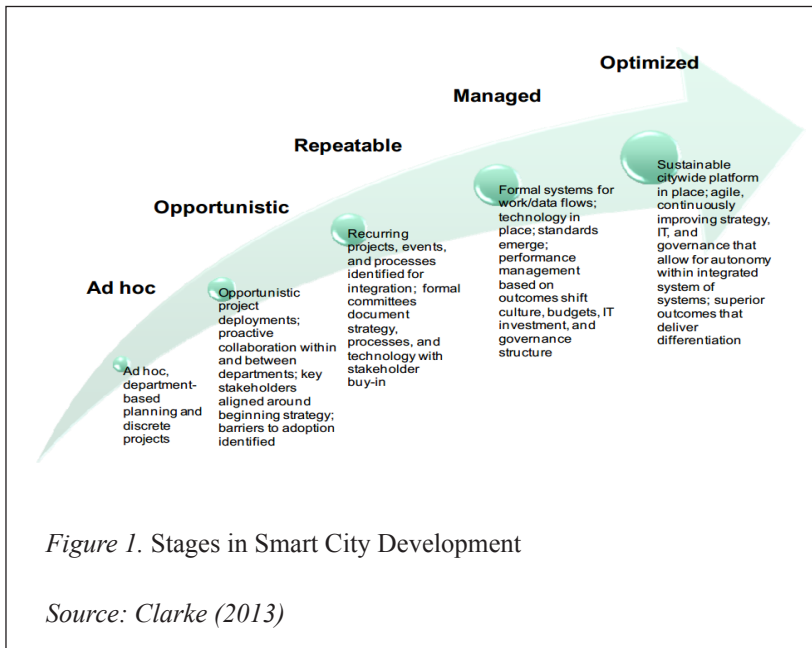 Optimized
Managed
Repeatable
Opportunistic
Ad hoc
Ad hoc,
department-
based
planning and
discrete
projects
Opportunistic
project
deployments;
proactive
collaboration within
and between
departments; key
stakeholders
aligned around
beginning strategy;
barriers to adoption
identified
Recurring
projects, events,
and processes
identified for
integration; formal
committees
document
strategy,
processes, and
technology with
stakeholder
buy-in
Formal systems for
work/data flows;
technology in
place; standards
emerge;
performance
management
based on
outcomes shift
culture, budgets, IT
investment, and
governance
structure
Sustainable
citywide platform
in place; agile,
continuously
improving strategy,
IT, and
governance that
allow for autonomy
within integrated
system of
systems; superior
outcomes that
deliver
differentiation
Figure 1. Stages in Smart City Development
Source: Clarke (2013)